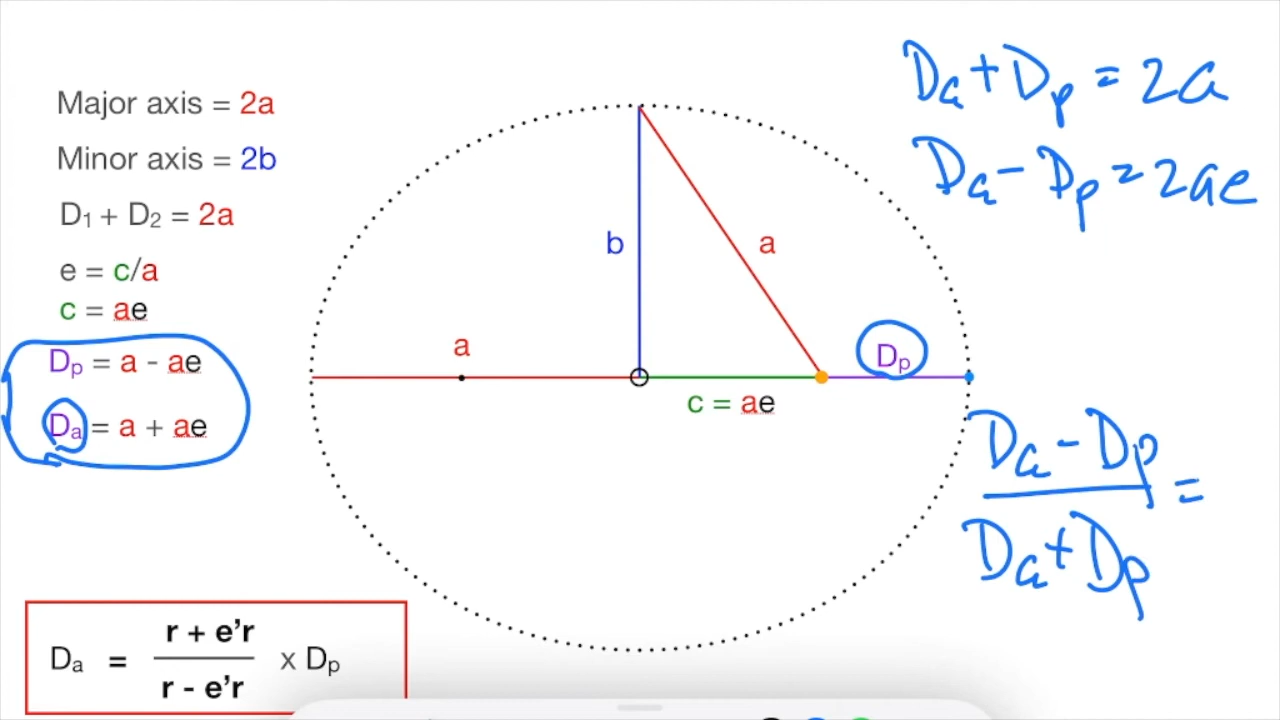 Major axis = 2a
Minor axis = 2b
D₁ + D₂ = 2a
e = c/a
c = ae
Dₚ = a - ae
Dₐ = a + ae
b
a
a
Dₚ
c = ae
Dₐ + Dₚ = 2a
Dₐ - Dₚ = 2ae
Dₐ - Dₚ
=
Dₐ + Dₚ
r + e’r
Dₐ = x Dₚ
r - e’r